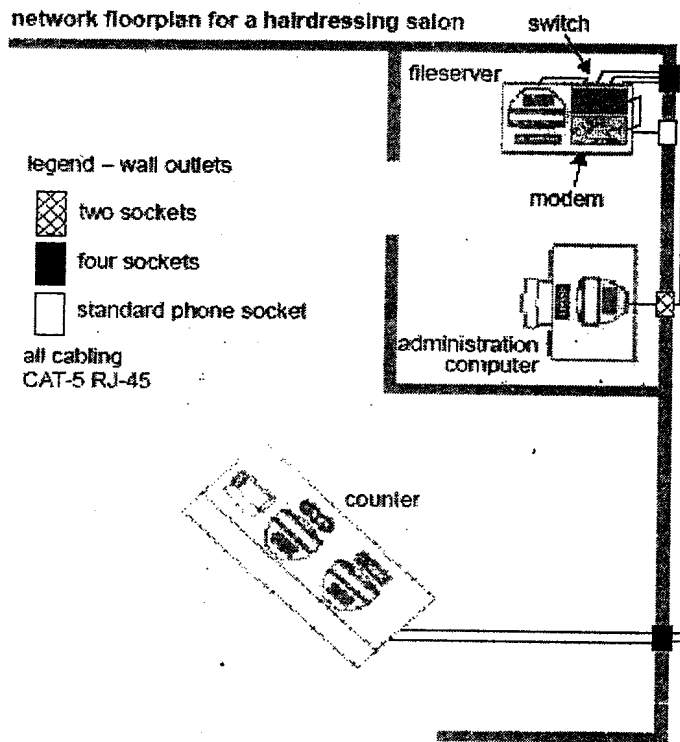 network floorplan for a hairdressing salon
switch
fileserver
modem
legend – wall outlets
two sockets
four sockets
standard phone socket
all cabling
CAT-5 RJ-45
administration
computer
counter